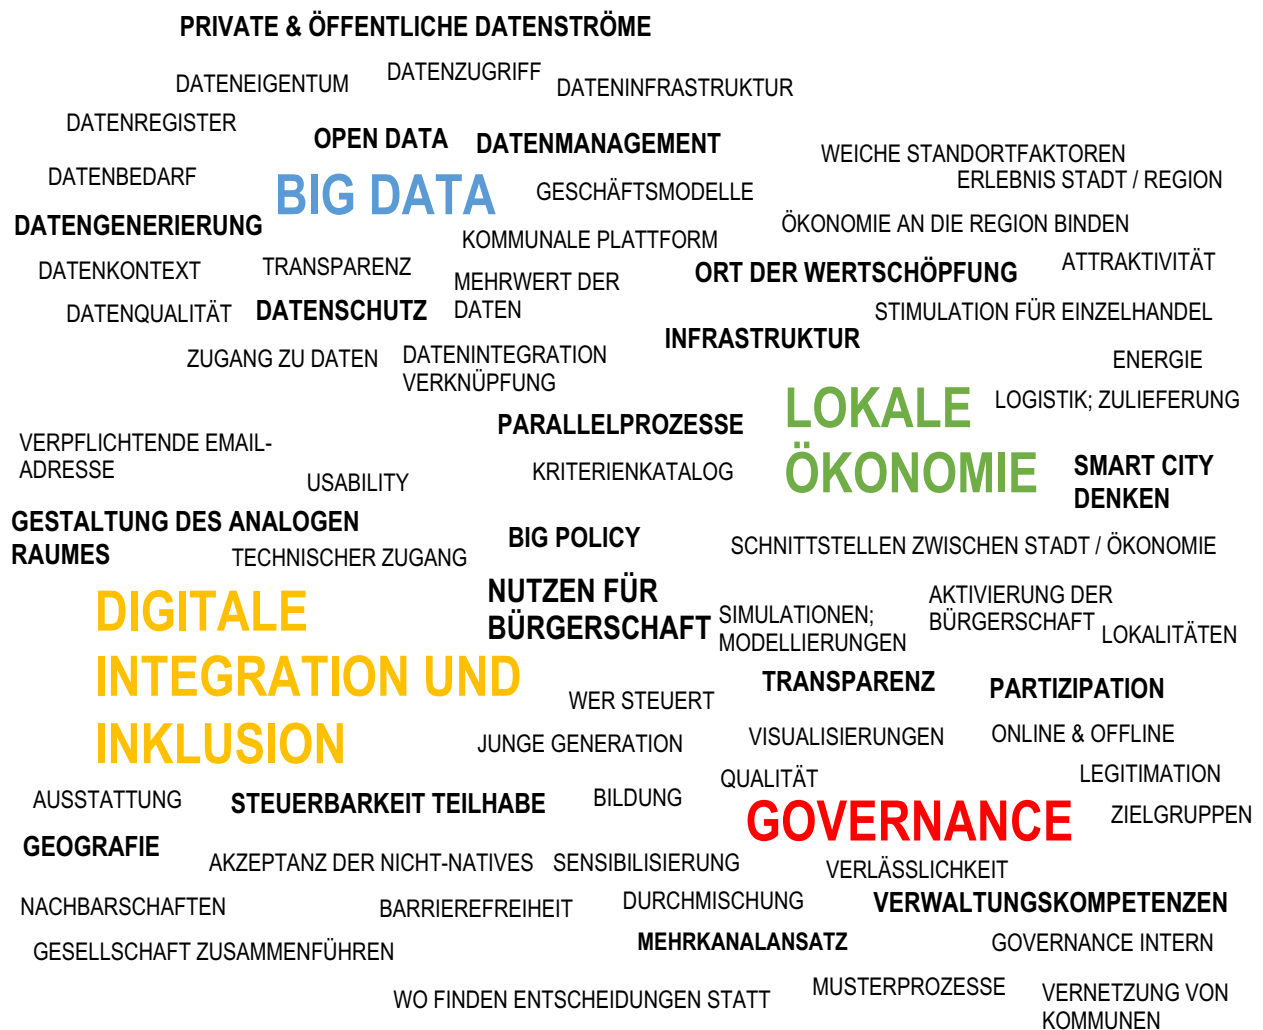 PRIVATE & ÖFFENTLICHE DATENSTRÖME
DATENEIGENTUM
DATENZUGRIFF
DATENINFRASTRUKTUR
DATENREGISTER
OPEN DATA
DATENMANAGEMENT
WEICHE STANDORTFAKTOREN
DATENBEDARF
BIG DATA
GESCHÄFTSMODELLE
ERLEBNIS STADT / REGION
DATENGENERIERUNG
KOMMUNALE PLATTFORM
ÖKONOMIE AN DIE REGION BINDEN
DATENKONTEXT
TRANSPARENZ
MEHRWERT DER
DATEN
ORT DER WERTSCHÖPFUNG
ATTRAKTIVITÄT
DATENQUALITÄT
DATENSCHUTZ
STIMULATION FÜR EINZELHANDEL
INFRASTRUKTUR
ZUGANG ZU DATEN
DATENINTEGRATION
VERKNÜPFUNG
ENERGIE
LOKALE
ÖKONOMIE
LOGISTIK; ZULIEFERUNG
PARALLELPROZESSE
VERPFLICHTENDE EMAIL-
ADRESSE
USABILITY
KRITERIENKATALOG
SMART CITY
DENKEN
GESTALTUNG DES ANALOGEN
RAUMES
TECHNISCHER ZUGANG
BIG POLICY
SCHNITTSTELLEN ZWISCHEN STADT / ÖKONOMIE
DIGITALE
INTEGRATION UND
INKLUSION
NUTZEN FÜR
BÜRGERSCHAFT
SIMULATIONEN;
MODELLIERUNGEN
AKTIVIERUNG DER
BÜRGERSCHAFT
LOKALITÄTEN
WER STEUERT
TRANSPARENZ
PARTIZIPATION
JUNGE GENERATION
VISUALISIERUNGEN
ONLINE & OFFLINE
QUALITÄT
LEGITIMATION
AUSSTATTUNG
STEUERBARKEIT TEILHABE
BILDUNG
GOVERNANCE
ZIELGRUPPEN
GEOGRAFIE
AKZEPTANZ DER NICHT-NATIVES
SENSIBILISIERUNG
VERLÄSSLICHKEIT
NACHBARSCHAFTEN
BARRIEREFREIHEIT
DURCHMISCHUNG
VERWALTUNGSKOMPETENZEN
GESELLSCHAFT ZUSAMMENFÜHREN
MEHRKANALANSATZ
GOVERNANCE INTERN
WO FINDEN ENTSCHEIDUNGEN STATT
MUSTERPROZESSE
VERNETZUNG VON
KOMMUNEN